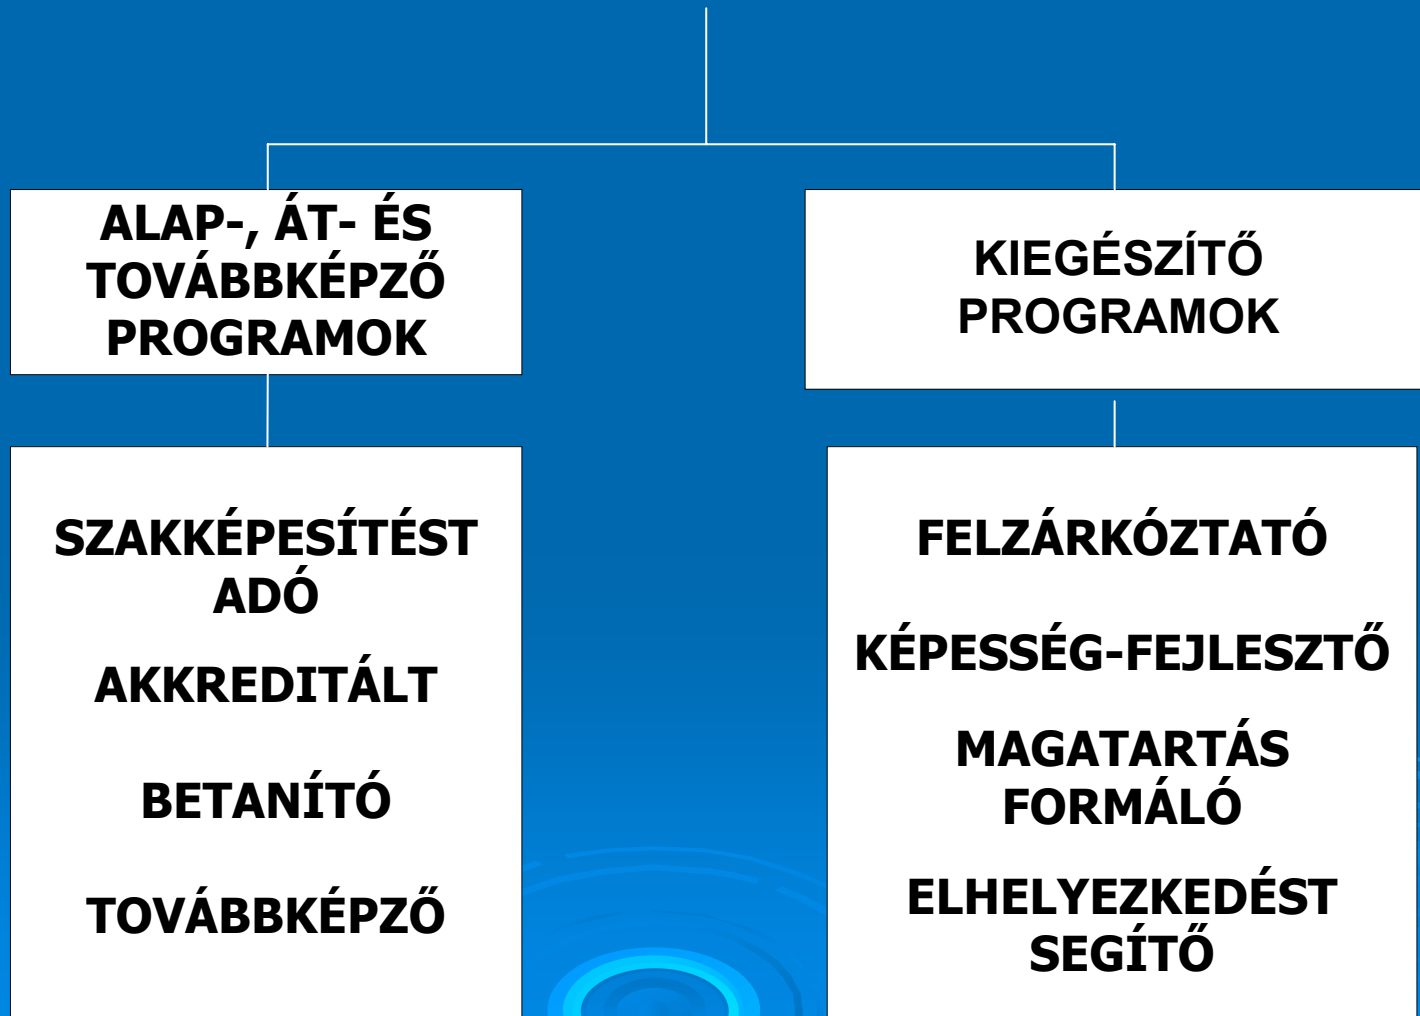 ALAP-, ÁT- ÉS
TOVÁBBKÉPZŐ
PROGRAMOK
KIEGÉSZÍTŐ
PROGRAMOK
SZAKKÉPESÍTÉST
ADÓ
AKKREDITÁLT
BETANÍTÓ
TOVÁBBKÉPZŐ
FELZÁRKÓZTATÓ
KÉPESSÉG-FEJLESZTŐ
MAGATARTÁS
FORMÁLÓ
ELHELYEZKEDÉST
SEGÍTŐ